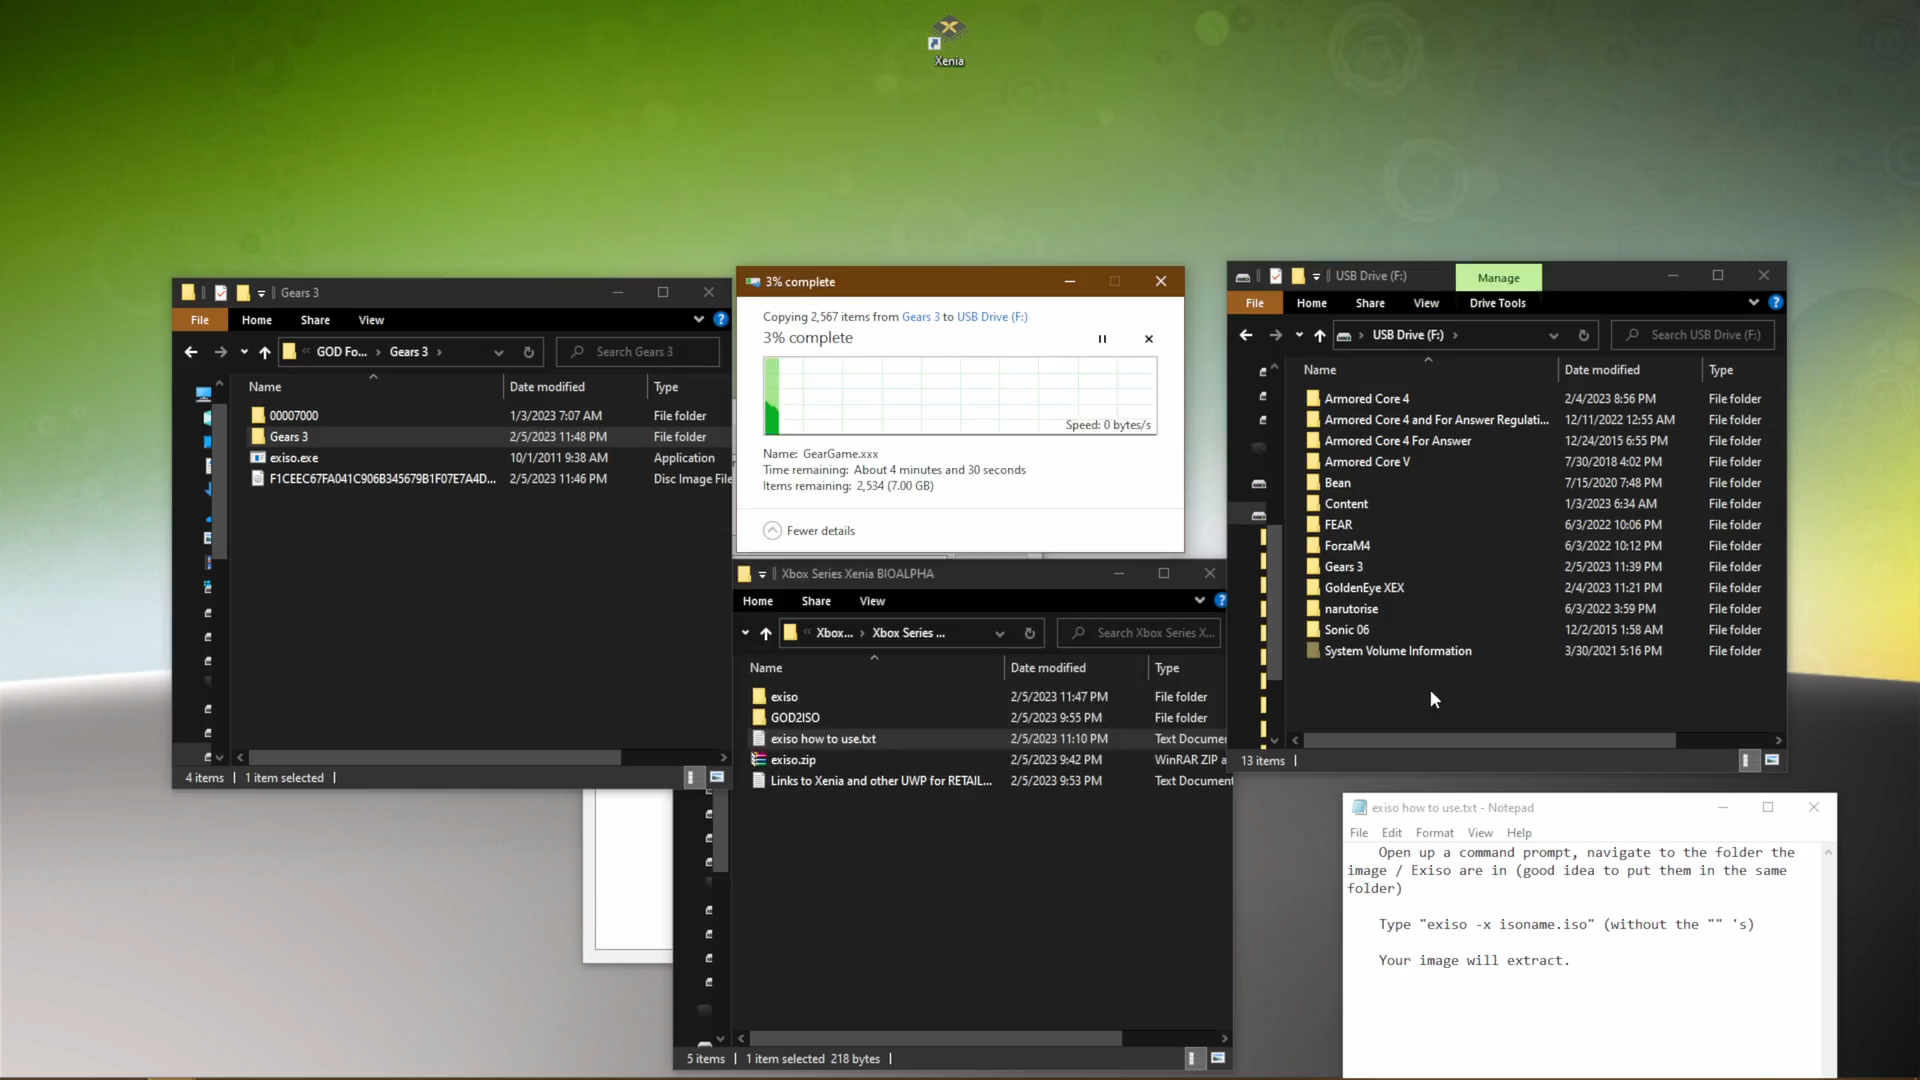 Xenia
Gears 3
File
Home
Share
View
GOD Fo...
Gears 3
Search Gears 3
Name
Date modified
Type
00007000
1/3/2023 7:07 AM
File folder
Gears 3
2/5/2023 11:48 PM
File folder
exiso.exe
10/1/2011 9:38 AM
Application
F1CEEC67FA041C906B345679B1F07E7A4D...
2/5/2023 11:46 PM
Disc Image File
4 items
1 item selected
3% complete
Copying 2,567 items from Gears 3 to USB Drive (F:)
3% complete
Speed: 0 bytes/s
Name: GearGame.xxx
Time remaining: About 4 minutes and 30 seconds
Items remaining: 2,534 (7.00 GB)
Fewer details
Xbox Series Xenia BIOALPHA
Home
Share
View
Xbox...
Xbox Series ...
Search Xbox Series X...
Name
Date modified
Type
exiso
2/5/2023 11:47 PM
File folder
GOD2ISO
2/5/2023 9:55 PM
File folder
exiso how to use.txt
2/5/2023 11:10 PM
Text Docume
exiso.zip
2/5/2023 9:42 PM
WinRAR ZIP a
Links to Xenia and other UWP for RETAIL...
2/5/2023 9:53 PM
Text Document
5 items
1 item selected 218 bytes
USB Drive (F:)
Manage
File
Home
Share
View
Drive Tools
USB Drive (F:)
Search USB Drive (F:)
Name
Date modified
Type
Armored Core 4
2/4/2023 8:56 PM
File folder
Armored Core 4 and For Answer Regulati...
12/11/2022 12:55 AM
File folder
Armored Core 4 For Answer
12/24/2015 6:55 PM
File folder
Armored Core V
7/30/2018 4:02 PM
File folder
Bean
7/15/2020 7:48 PM
File folder
Content
1/3/2023 6:34 AM
File folder
FEAR
6/3/2022 10:06 PM
File folder
ForzaM4
6/3/2022 10:12 PM
File folder
Gears 3
2/5/2023 11:39 PM
File folder
GoldenEye XEX
2/4/2023 11:21 PM
File folder
narutorise
6/3/2022 3:59 PM
File folder
Sonic 06
12/2/2015 1:58 AM
File folder
System Volume Information
3/30/2021 5:16 PM
File folder
13 items
exiso how to use.txt - Notepad
File
Edit
Format
View
Help
Open up a command prompt, navigate to the folder the
image / Exiso are in (good idea to put them in the same
folder)
Type "exiso -x isoname.iso" (without the "" 's)
Your image will extract.